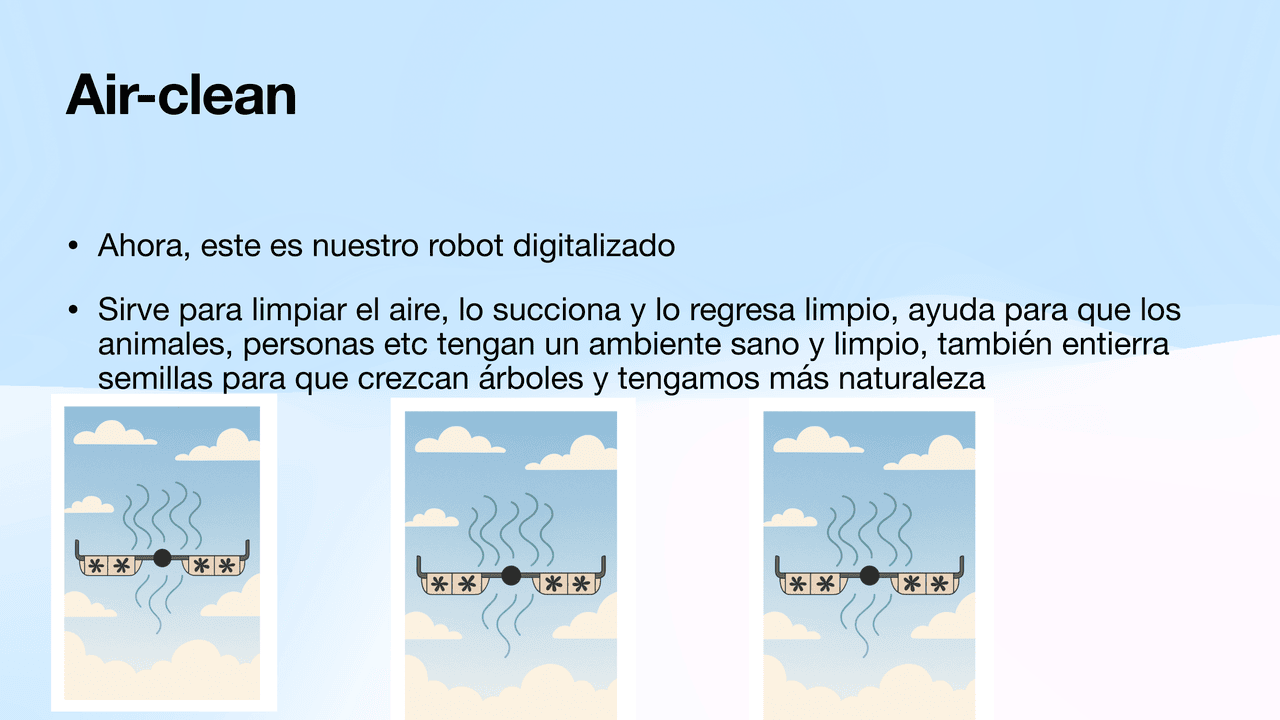 Air-clean
• Ahora, este es nuestro robot digitalizado
• Sirve para limpiar el aire, lo succiona y lo regresa limpio, ayuda para que los
animales, personas etc tengan un ambiente sano y limpio, también entierra
semillas para que crezcan árboles y tengamos más naturaleza